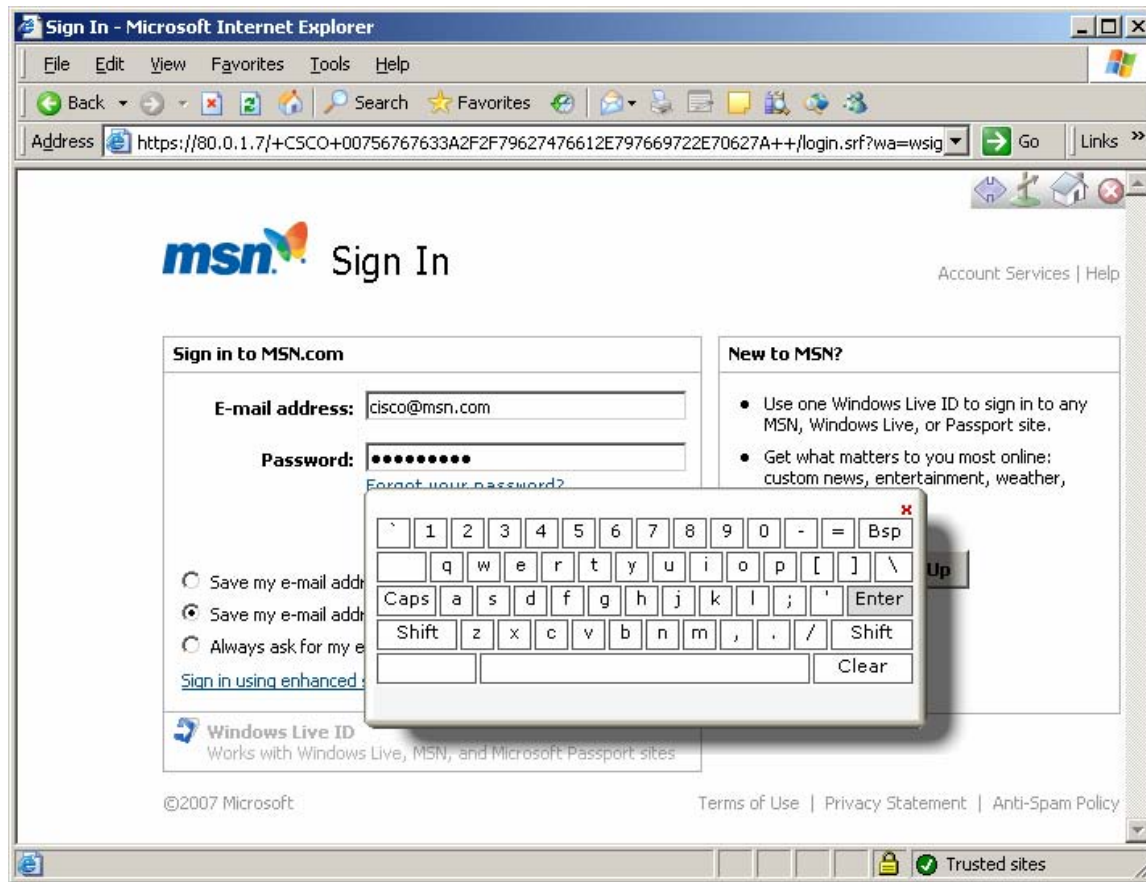 Sign In - Microsoft Internet Explorer
File Edit View Favorites Tools Help
Back Search Favorites
Address https://80.0.1.7/+CSCO+00756767633A2F2F79627476612E797669722E70627A++/login.srf?wa=wsig Go Links »
msn. Sign In
Account Services | Help
Sign in to MSN.com
E-mail address: cisco@msn.com
Password: •••••••••
Forgot your password?
New to MSN?
• Use one Windows Live ID to sign in to any
MSN, Windows Live, or Passport site.
• Get what matters to you most online:
custom news, entertainment, weather,
Up
` 1 2 3 4 5 6 7 8 9 0 - = Bsp
q w e r t y u i o p [ ] \
Caps a s d f g h j k l ; ' Enter
Shift z x c v b n m , . / Shift
Clear
Save my e-mail addr
Save my e-mail addr
Always ask for my e
Sign in using enhanced s
Windows Live ID
Works with Windows Live, MSN, and Microsoft Passport sites
©2007 Microsoft
Terms of Use | Privacy Statement | Anti-Spam Policy
Trusted sites